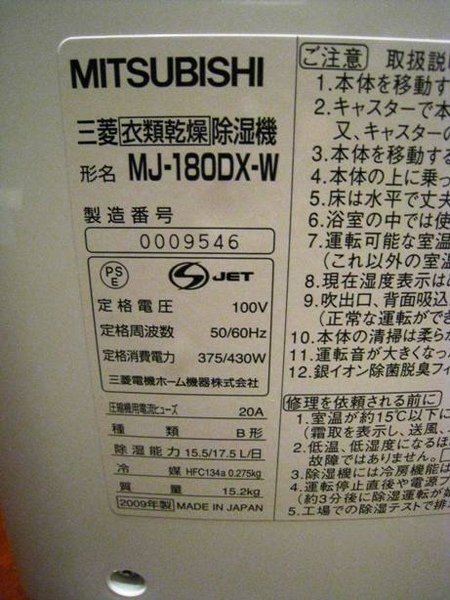 MITSUBISHI
三菱 衣類乾燥 除湿機
形名 MJ-180DX-W
製造番号
0009546
PS
E
S JET
定格電圧 100V
定格周波数 50/60Hz
定格消費電力 375/430W
三菱電機ホーム機器株式会社
圧縮機用電流ヒューズ 20A
種類 B形
除湿能力 15.5/17.5L/日
冷媒 HFC134a 0.275kg
質量 15.2kg
2009年製 MADE IN JAPAN
ご注意 取扱説
1.本体を移動す
2.キャスターで本
又、キャスターの
3.本体を移動する
4.本体の上に乗っ
5.床は水平で丈夫
6.浴室の中では使
7.運転可能な室温
(これ以外の室温
8.現在湿度表示は
9.吹出口、背面吸込
(正常な運転ができ
10.本体の清掃は柔らか
11.運転音が大きくなっ
12.銀イオン除菌脱臭フィ
修理を依頼される前に
1.室温が約15℃以下に
(霜取を表示し、送風、
2.低温、低湿度になるほ
故障ではありません。
3.除湿機には冷房機能は
4.運転停止直後や電源プ
(約3分後に除湿運転が始
5.工場での除湿テストで排